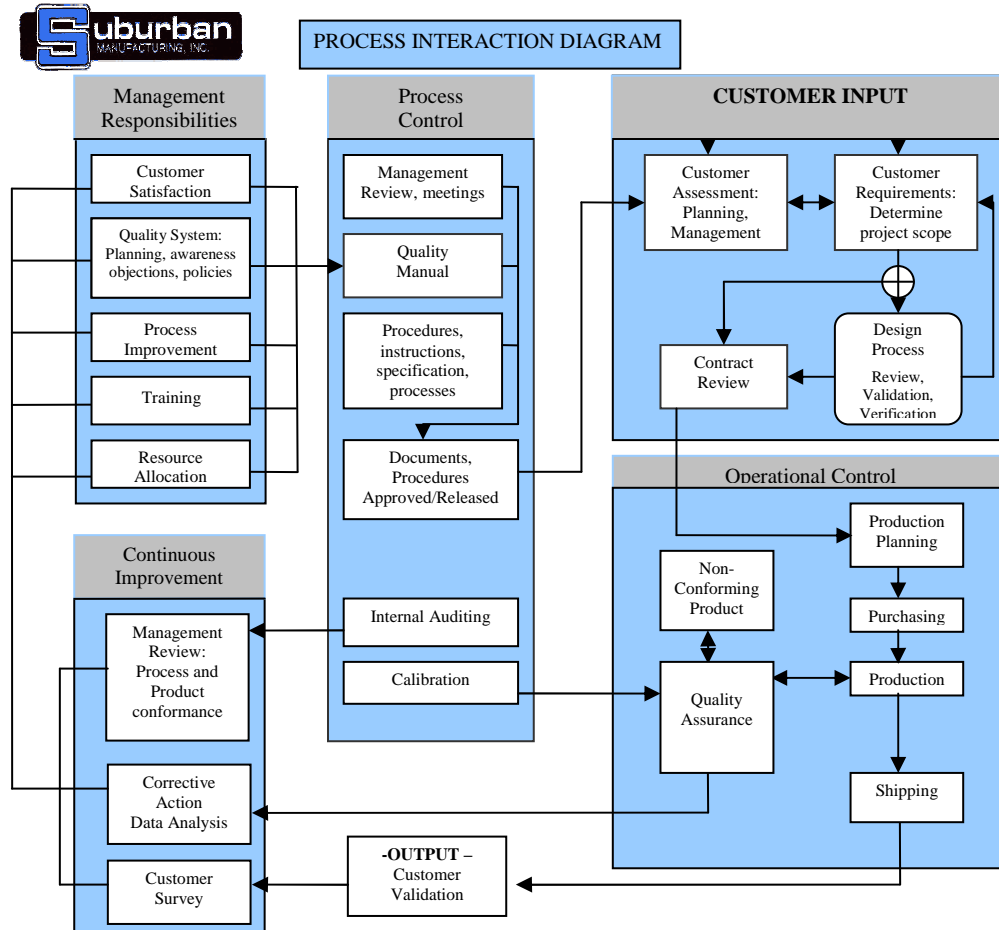 Suburban
MANUFACTURING, INC.
PROCESS INTERACTION DIAGRAM
Management
Responsibilities
Customer
Satisfaction
Quality System:
Planning, awareness
objections, policies
Process
Improvement
Training
Resource
Allocation
Process
Control
Management
Review, meetings
Quality
Manual
Procedures,
instructions,
specification,
processes
Documents,
Procedures
Approved/Released
Internal Auditing
Calibration
CUSTOMER INPUT
Customer
Assessment:
Planning,
Management
Customer
Requirements:
Determine
project scope
Contract
Review
Design
Process
Review,
Validation,
Verification
Operational Control
Production
Planning
Non-
Conforming
Product
Purchasing
Quality
Assurance
Production
Shipping
Continuous
Improvement
Management
Review:
Process and
Product
conformance
Corrective
Action
Data Analysis
Customer
Survey
-OUTPUT –
Customer
Validation